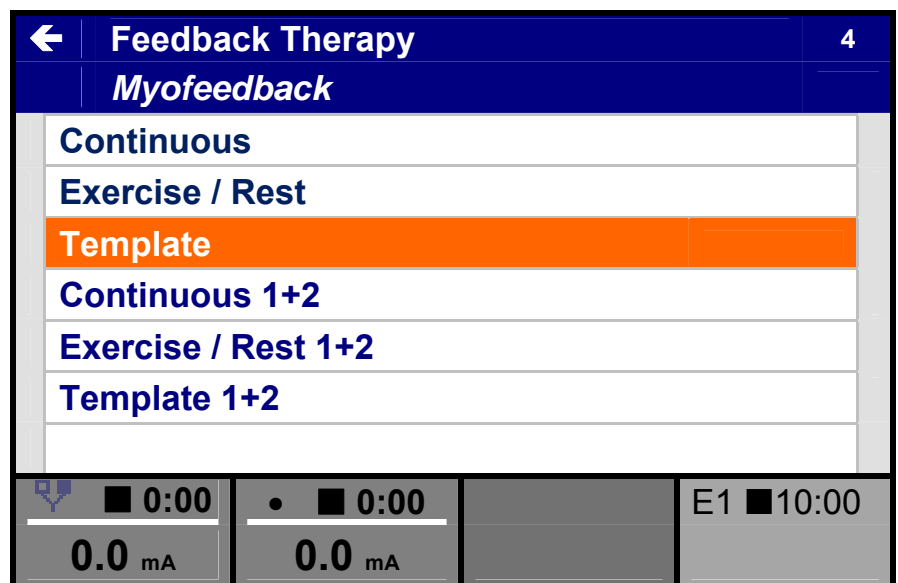 Feedback Therapy 4
Myofeedback
Continuous
Exercise / Rest
Template
Continuous 1+2
Exercise / Rest 1+2
Template 1+2
0:00 0:00 E1 10:00
0.0 mA 0.0 mA